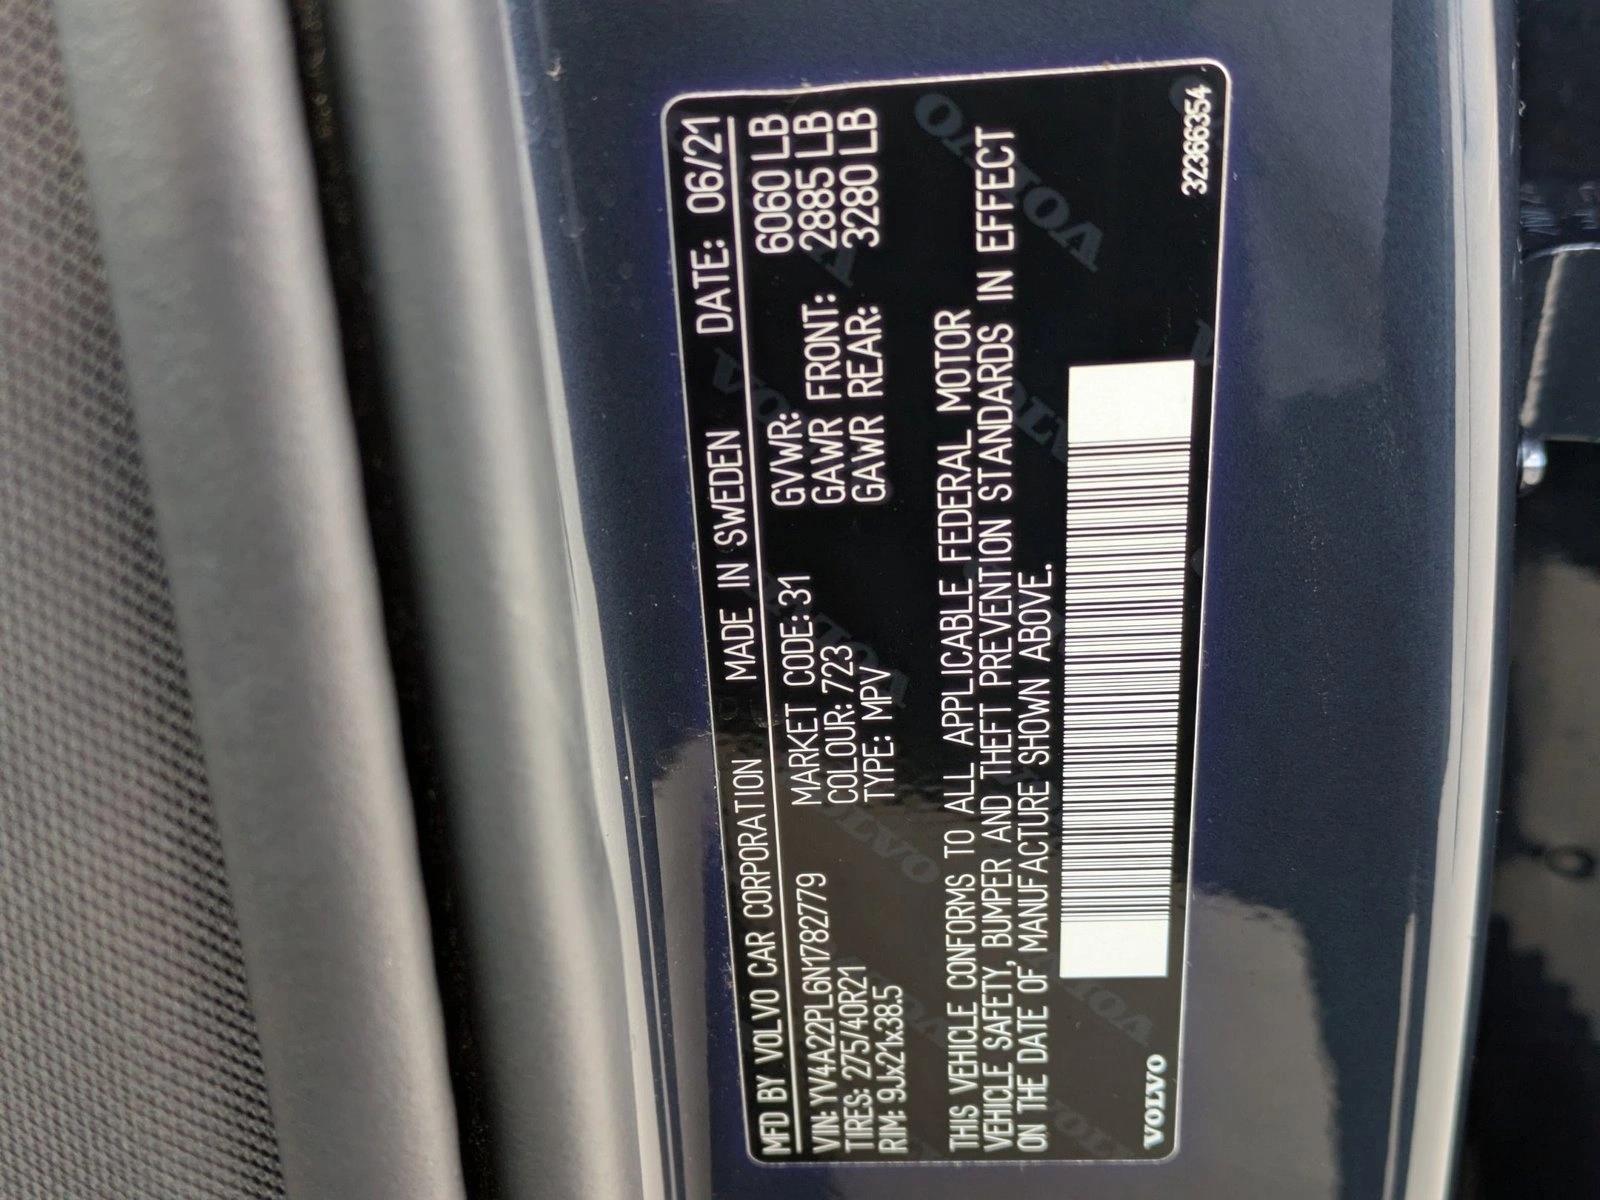 MFD BY VOLVO CAR CORPORATION MADE IN SWEDEN DATE: 06/21
VIN: YV4A22PL6N1782779 MARKET CODE: 31 GVWR: 6060 LB
TIRES: 275/40R21 COLOUR: 723 GAWR FRONT: 2885 LB
RIM: 9Jx21x38.5 TYPE: MPV GAWR REAR: 3280 LB
THIS VEHICLE CONFORMS TO ALL APPLICABLE FEDERAL MOTOR
VEHICLE SAFETY, BUMPER AND THEFT PREVENTION STANDARDS IN EFFECT
ON THE DATE OF MANUFACTURE SHOWN ABOVE.
VOLVO 32366354